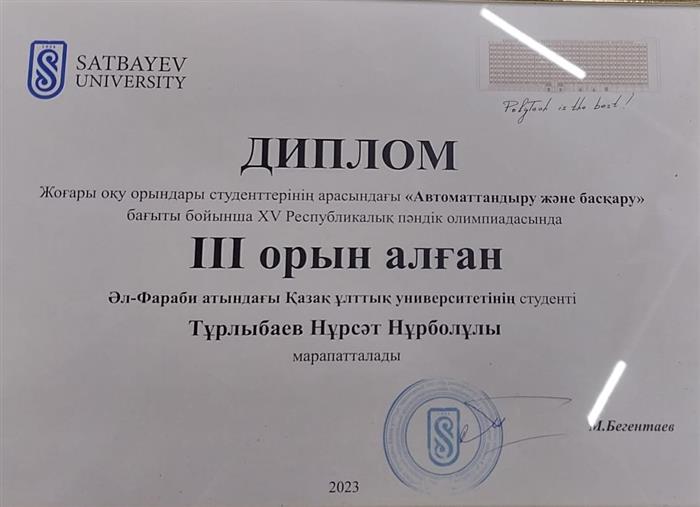 SATBAYEV
UNIVERSITY
PolyTech is the best!
ДИПЛОМ
Жоғары оқу орындары студенттерінің арасындағы «Автоматтандыру және басқару»
бағыты бойынша XV Республикалық пәндік олимпиадасында
III орын алған
Әл-Фараби атындағы Қазақ ұлттық университетінің студенті
Тұрлыбаев Нұрсәт Нұрболұлы
марапатталады
М.Бегентаев
2023